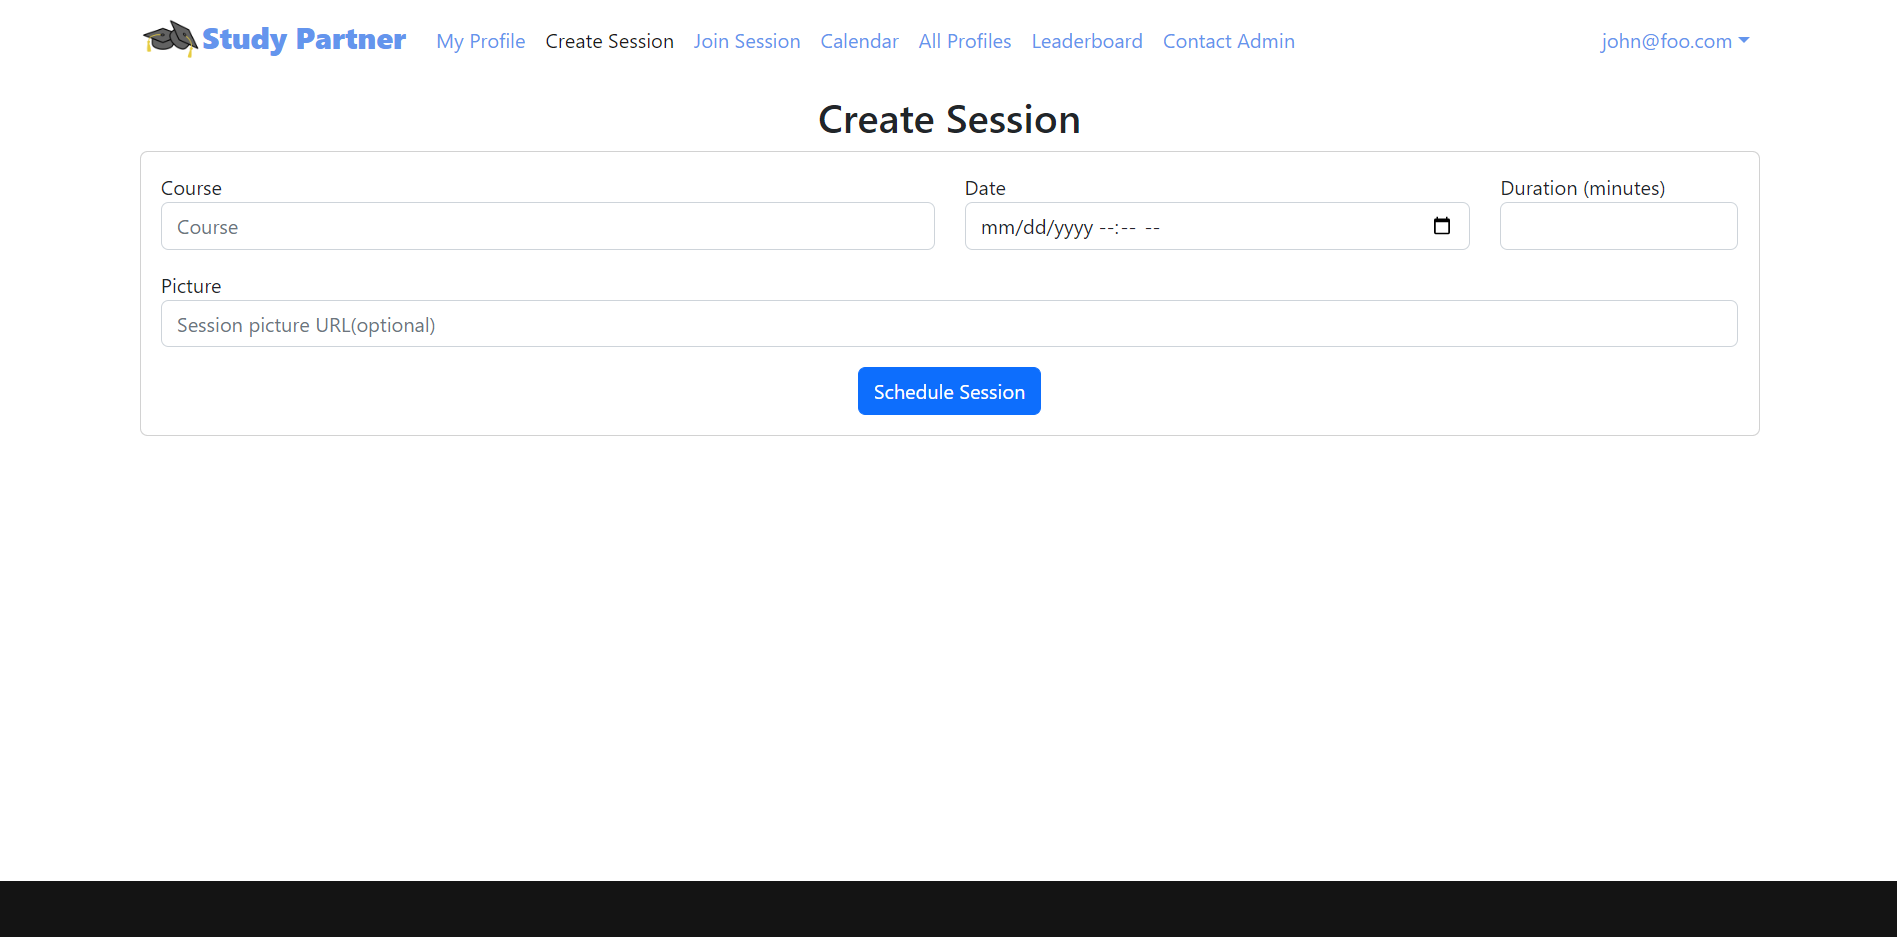 Study Partner My Profile Create Session Join Session Calendar All Profiles Leaderboard Contact Admin john@foo.com
Create Session
Course Date Duration (minutes)
Course mm/dd/yyyy --:-- --
Picture
Session picture URL(optional)
Schedule Session